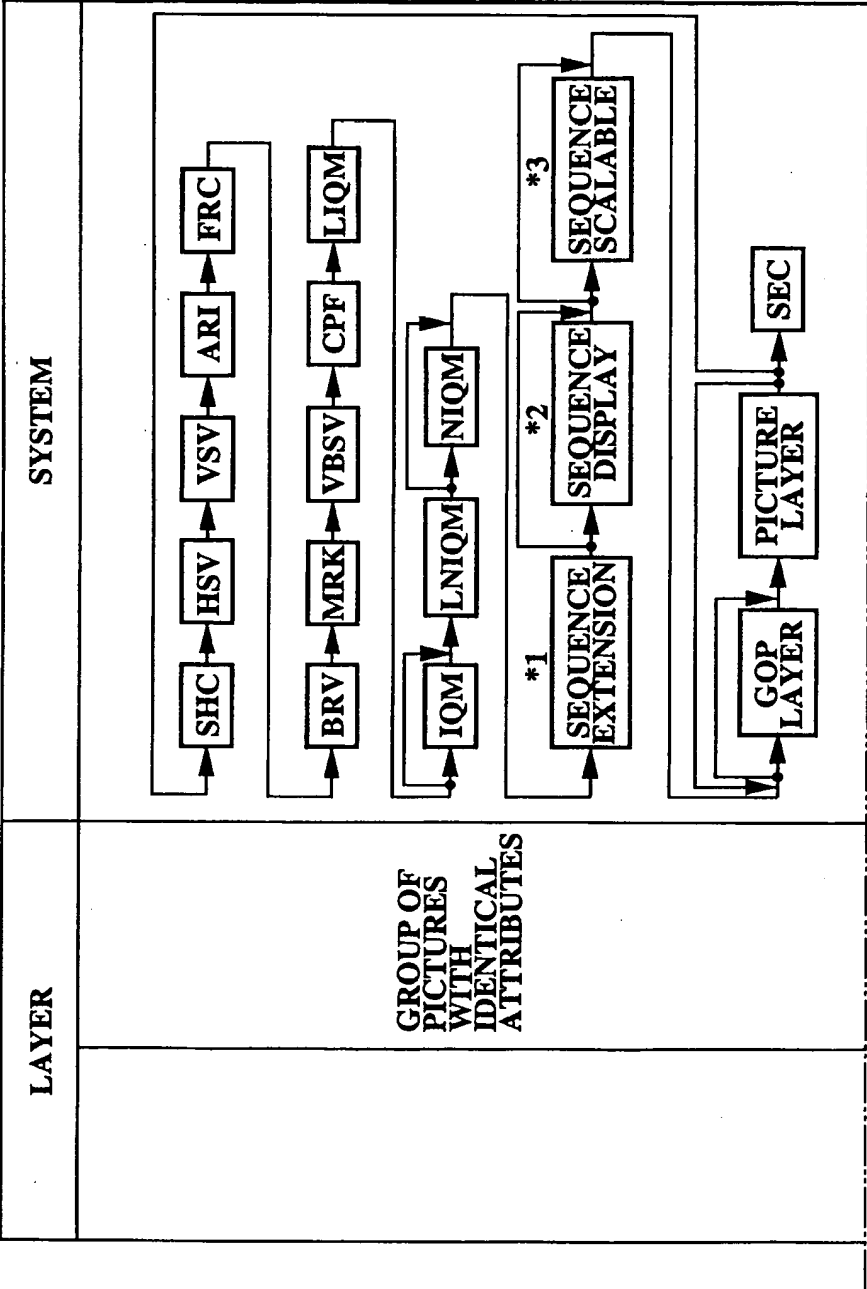 LAYER
SYSTEM
GROUP OF
PICTURES
WITH
IDENTICAL
ATTRIBUTES
SHC
HSV
VSV
ARI
FRC
BRV
MRK
VBSV
CPF
LIQM
IQM
LNIQM
NIQM
*1
SEQUENCE
EXTENSION
*2
SEQUENCE
DISPLAY
*3
SEQUENCE
SCALABLE
GOP
LAYER
PICTURE
LAYER
SEC